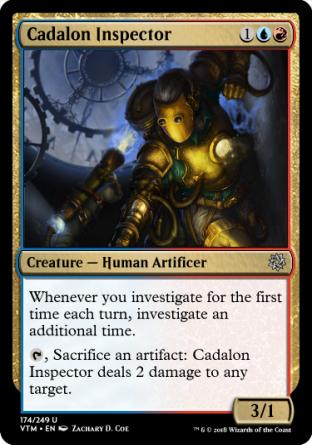 Cadalon Inspector 1
Creature — Human Artificer
Whenever you investigate for the first
time each turn, investigate an
additional time.
, Sacrifice an artifact: Cadalon
Inspector deals 2 damage to any
target.
3/1
174/249 U
VTM • EN Zachary D. Coe
™ & © 2018 Wizards of the Coast